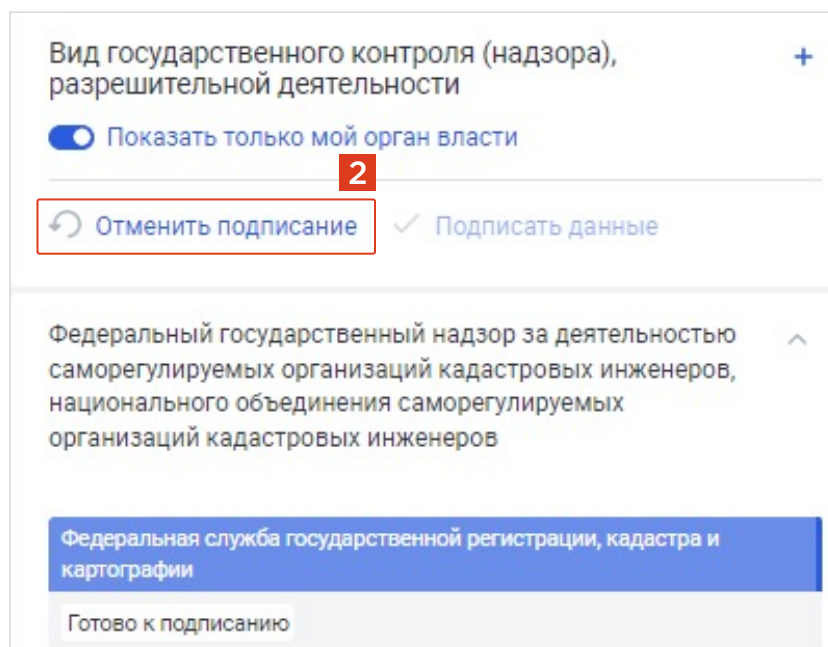 Вид государственного контроля (надзора), +
разрешительной деятельности
Показать только мой орган власти
2
Отменить подписание Подписать данные
Федеральный государственный надзор за деятельностью
саморегулируемых организаций кадастровых инженеров,
национального объединения саморегулируемых
организаций кадастровых инженеров
Федеральная служба государственной регистрации, кадастра и
картографии
Готово к подписанию